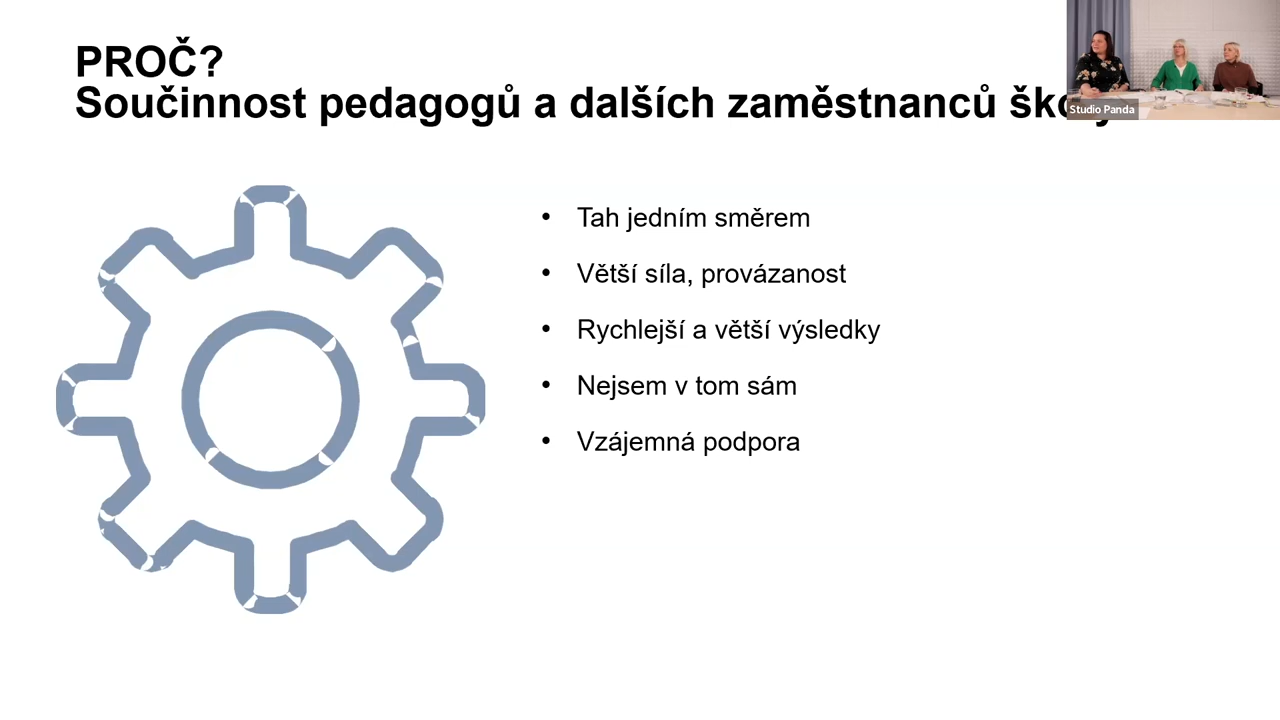 PROČ?
Součinnost pedagogů a dalších zaměstnanců
Studio Panda
• Tah jedním směrem
• Větší síla, provázanost
• Rychlejší a větší výsledky
• Nejsem v tom sám
• Vzájemná podpora